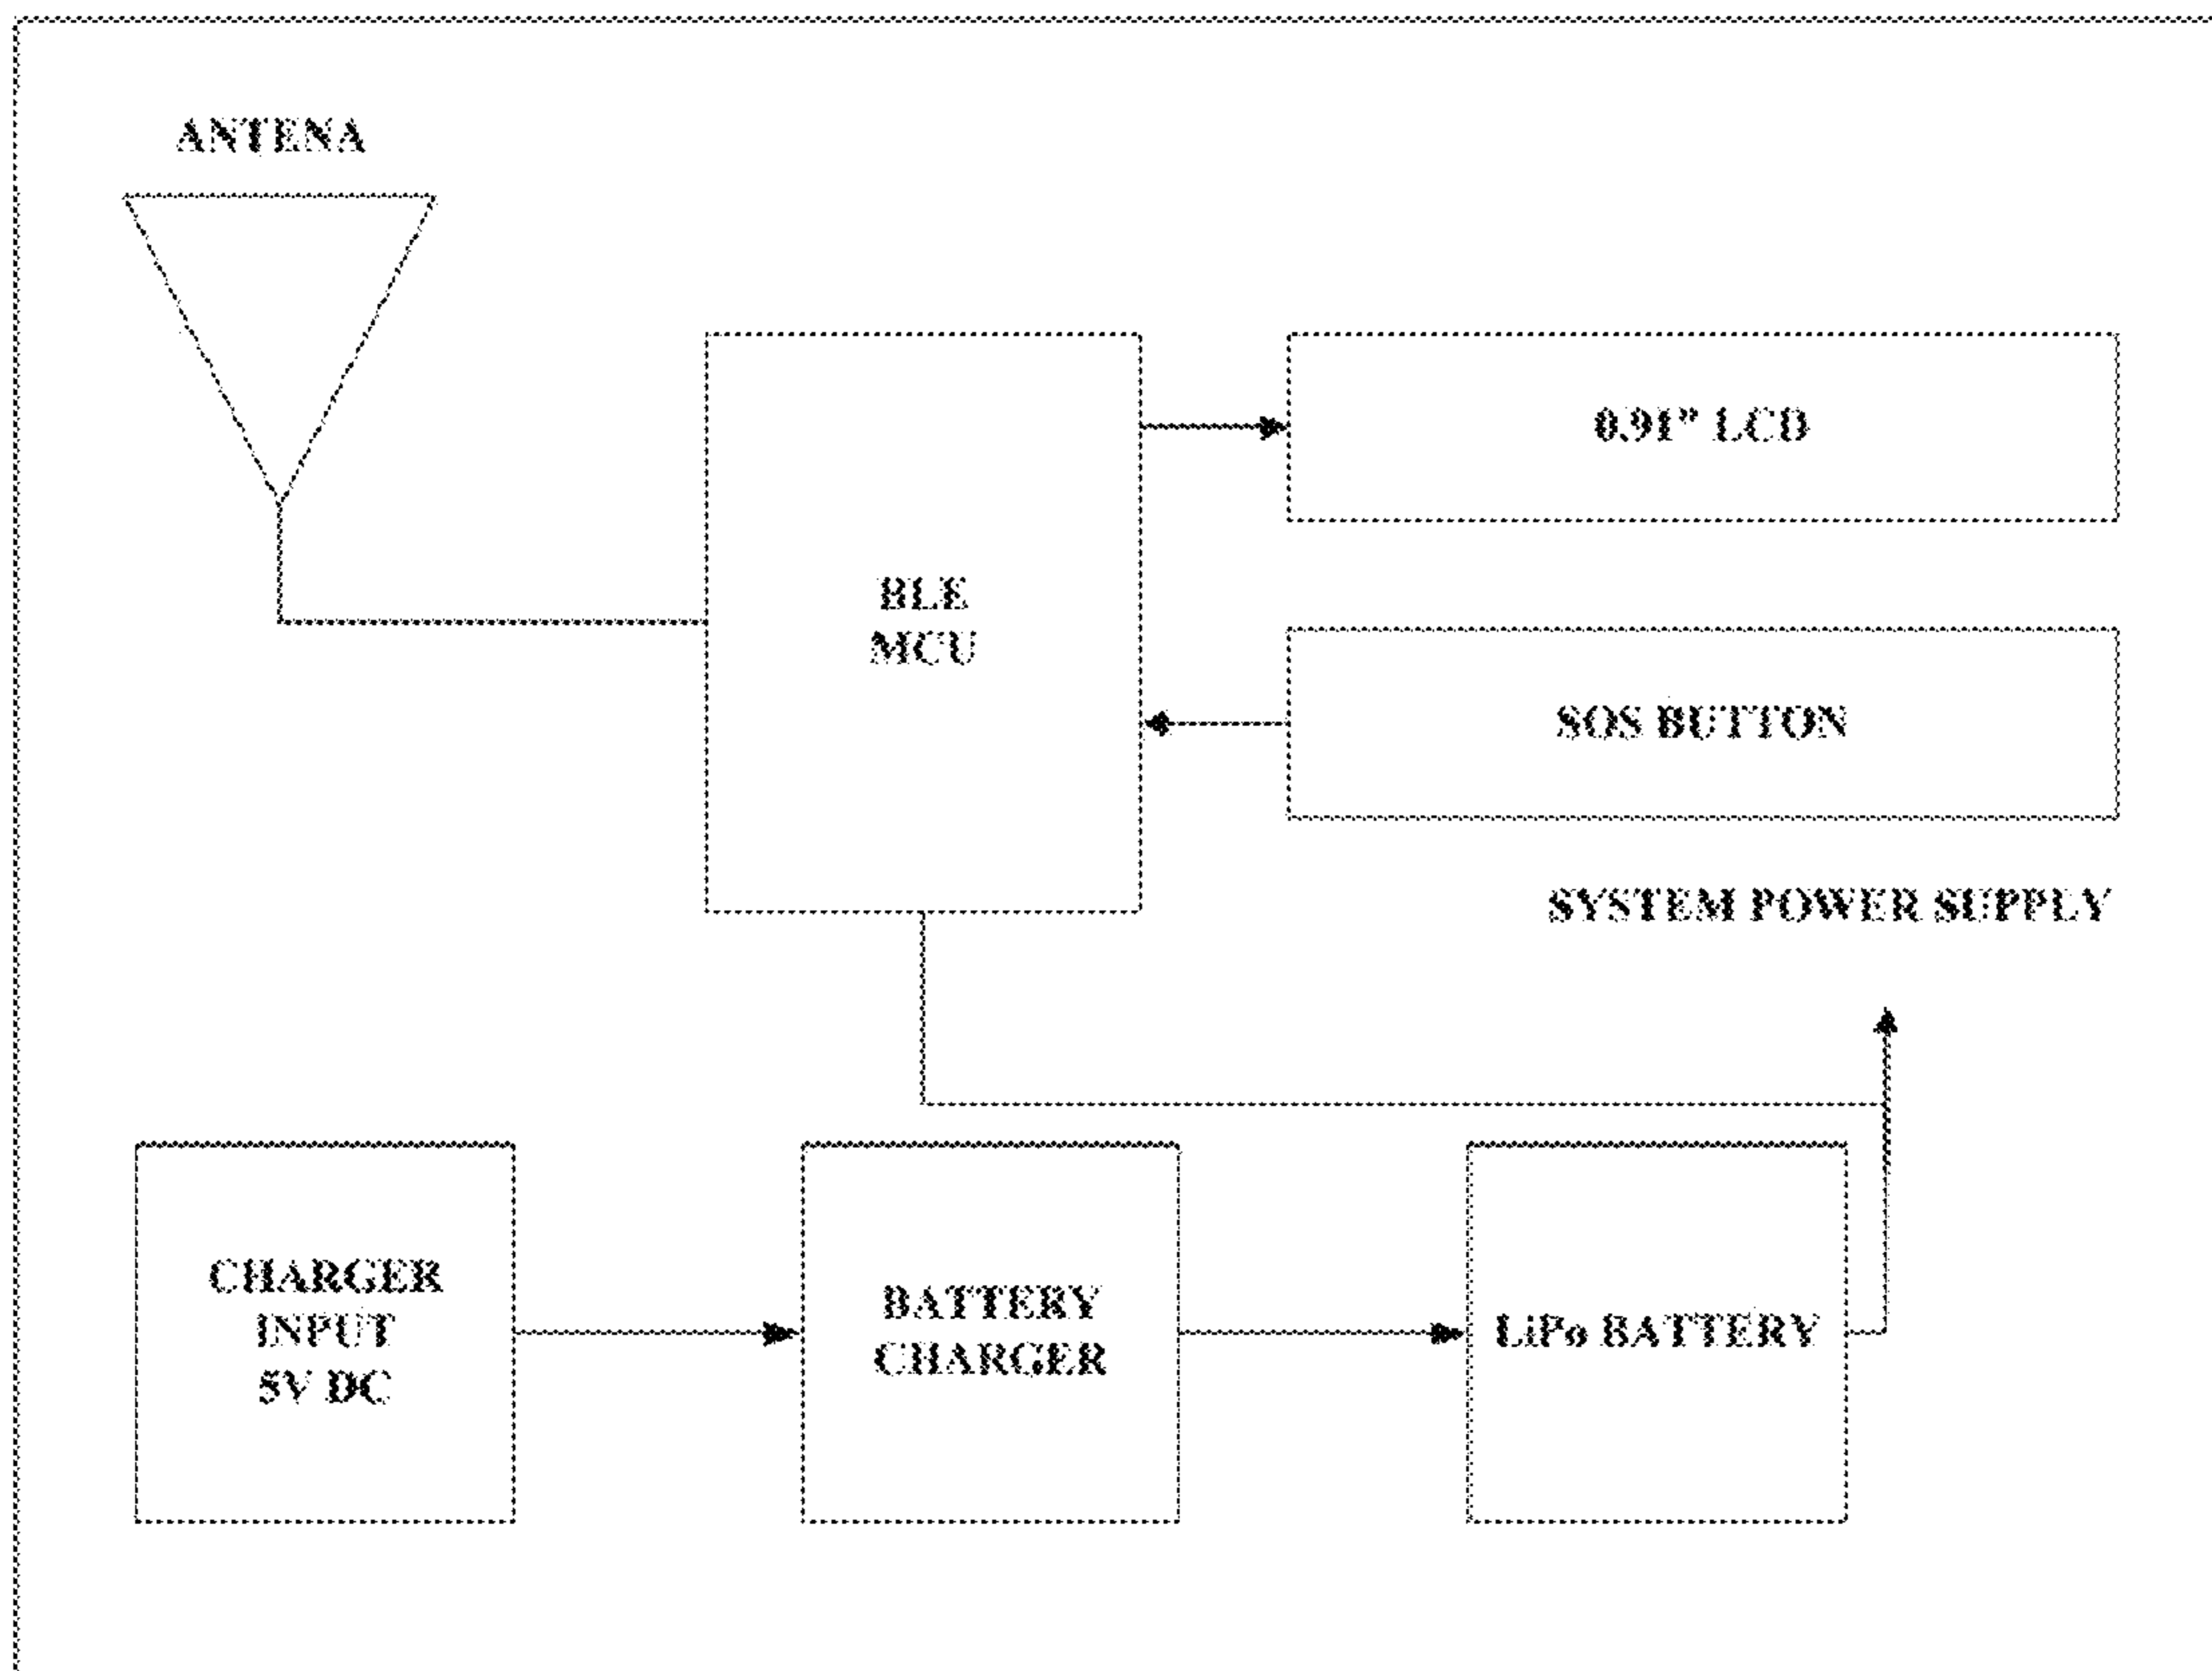 ANTENA
0.91” LCD
BLE
MCU
SOS BUTTON
SYSTEM POWER SUPPLY
CHARGER
INPUT
5V DC
BATTERY
CHARGER
LiPo BATTERY